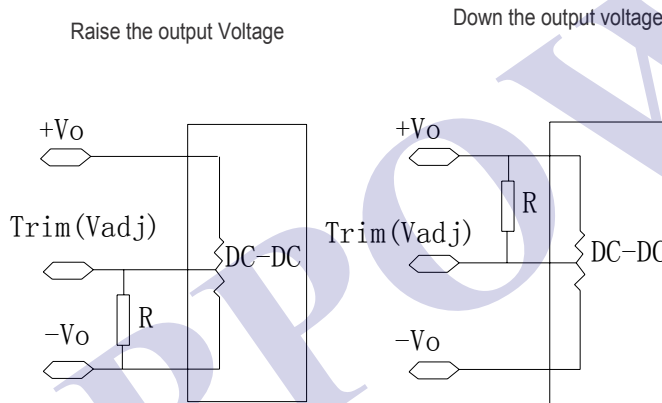 Raise the output Voltage
Down the output voltage
+Vo
Trim(Vadj)
DC-DC
R
-Vo
+Vo
R
Trim(Vadj)
DC-DC
-Vo